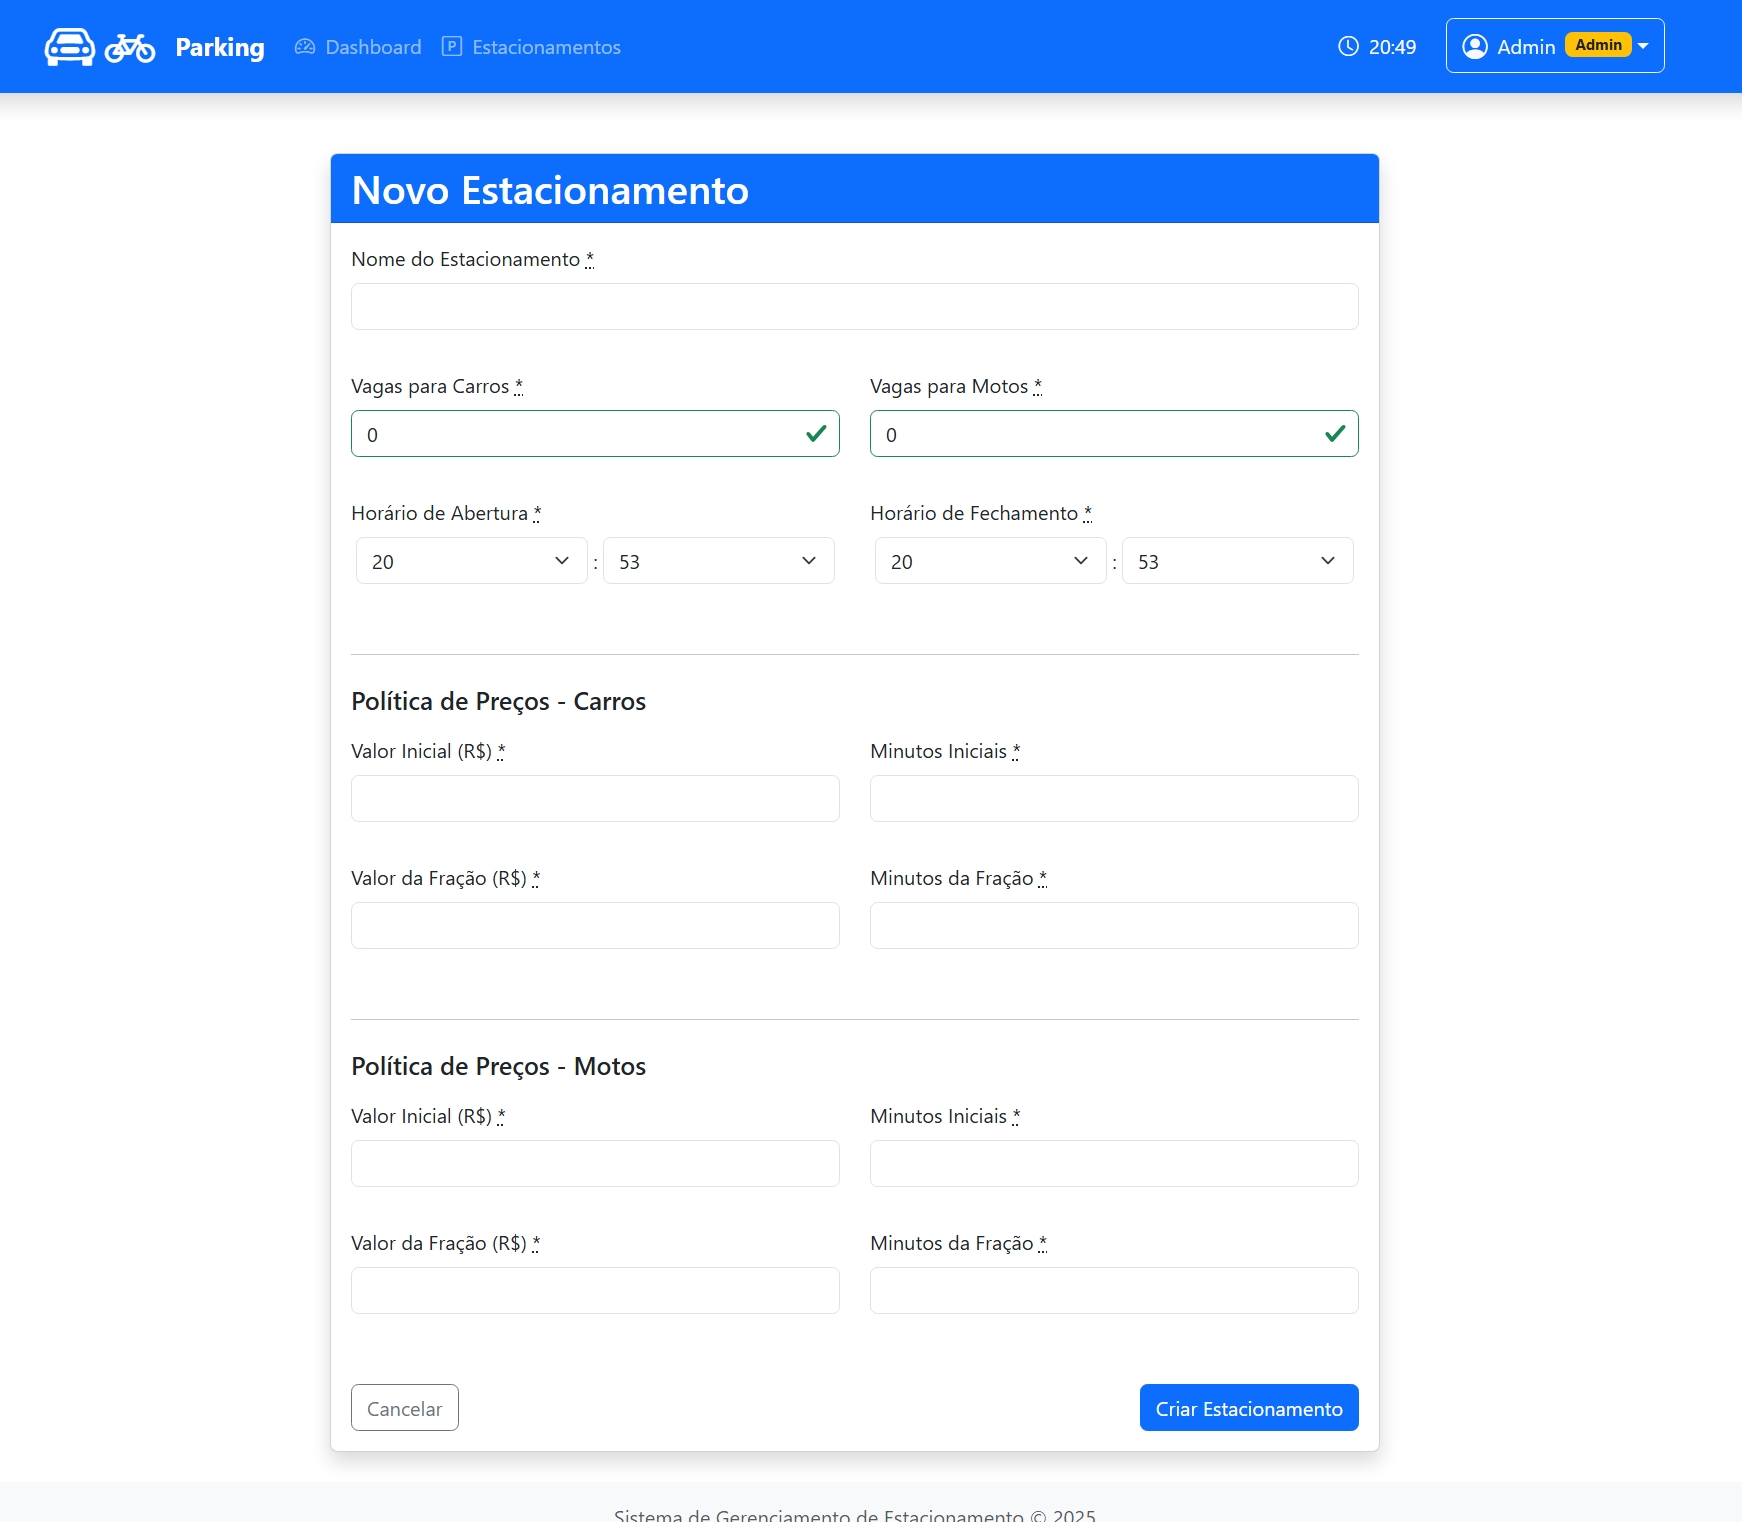 Parking Dashboard P Estacionamentos 20:49 Admin Admin
Novo Estacionamento
Nome do Estacionamento *
Vagas para Carros * Vagas para Motos *
0 0
Horário de Abertura * Horário de Fechamento *
20 : 53 20 : 53
Política de Preços - Carros
Valor Inicial (R$) * Minutos Iniciais *
Valor da Fração (R$) * Minutos da Fração *
Política de Preços - Motos
Valor Inicial (R$) * Minutos Iniciais *
Valor da Fração (R$) * Minutos da Fração *
Cancelar Criar Estacionamento
Sistema de Gerenciamento de Estacionamento © 2025